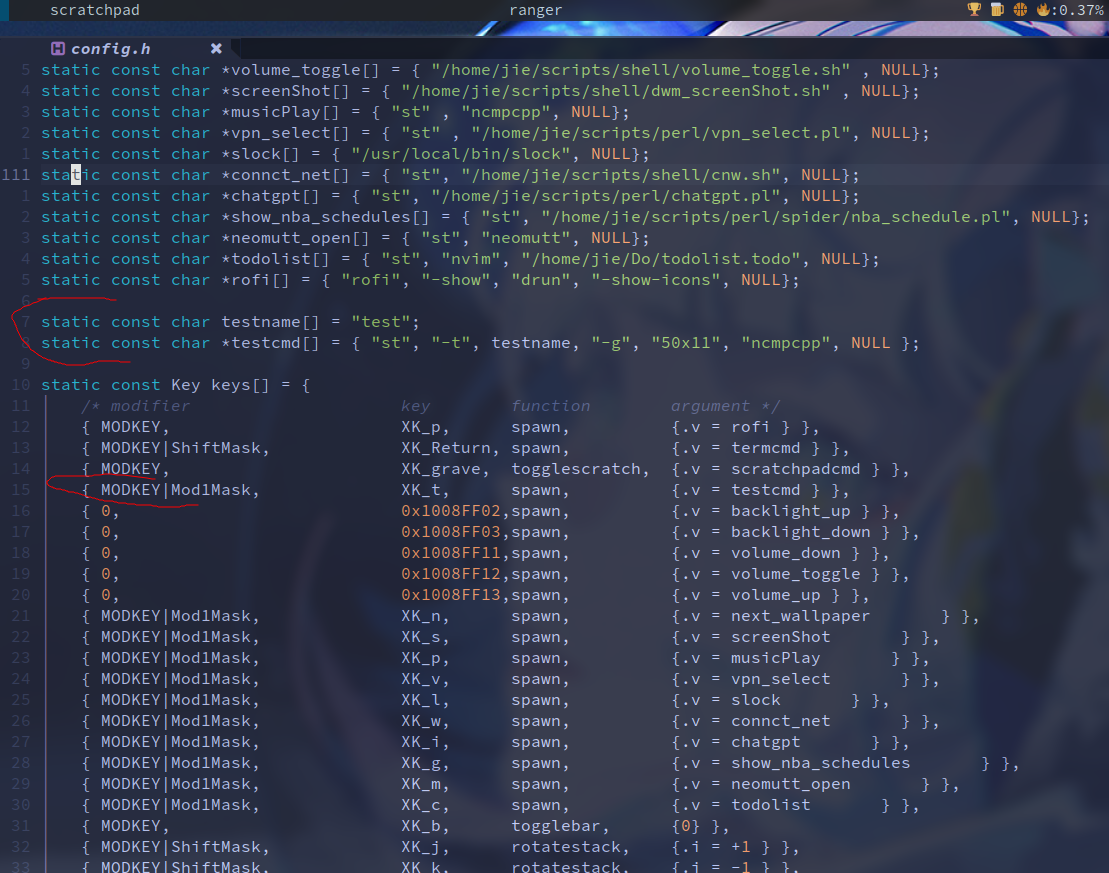 scratchpad ranger :0.37%
config.h ✖
5 static const char *volume_toggle[] = { "/home/jie/scripts/shell/volume_toggle.sh" , NULL};
4 static const char *screenShot[] = { "/home/jie/scripts/shell/dwm_screenShot.sh" , NULL};
3 static const char *musicPlay[] = { "st" , "ncmpcpp", NULL};
2 static const char *vpn_select[] = { "st" , "/home/jie/scripts/perl/vpn_select.pl", NULL};
1 static const char *slock[] = { "/usr/local/bin/slock", NULL};
111 static const char *connct_net[] = { "st", "/home/jie/scripts/shell/cnw.sh", NULL};
1 static const char *chatgpt[] = { "st", "/home/jie/scripts/perl/chatgpt.pl", NULL};
2 static const char *show_nba_schedules[] = { "st", "/home/jie/scripts/perl/spider/nba_schedule.pl", NULL};
3 static const char *neomutt_open[] = { "st", "neomutt", NULL};
4 static const char *todolist[] = { "st", "nvim", "/home/jie/Do/todolist.todo", NULL};
5 static const char *rofi[] = { "rofi", "-show", "drun", "-show-icons", NULL};
6
7 static const char testname[] = "test";
8 static const char *testcmd[] = { "st", "-t", testname, "-g", "50x11", "ncmpcpp", NULL };
9
10 static const Key keys[] = {
11 /* modifier key function argument */
12 { MODKEY, XK_p, spawn, {.v = rofi } },
13 { MODKEY|ShiftMask, XK_Return, spawn, {.v = termcmd } },
14 { MODKEY, XK_grave, togglescratch, {.v = scratchpadcmd } },
15 { MODKEY|Mod1Mask, XK_t, spawn, {.v = testcmd } },
16 { 0, 0x1008FF02,spawn, {.v = backlight_up } },
17 { 0, 0x1008FF03,spawn, {.v = backlight_down } },
18 { 0, 0x1008FF11,spawn, {.v = volume_down } },
19 { 0, 0x1008FF12,spawn, {.v = volume_toggle } },
20 { 0, 0x1008FF13,spawn, {.v = volume_up } },
21 { MODKEY|Mod1Mask, XK_n, spawn, {.v = next_wallpaper } },
22 { MODKEY|Mod1Mask, XK_s, spawn, {.v = screenShot } },
23 { MODKEY|Mod1Mask, XK_p, spawn, {.v = musicPlay } },
24 { MODKEY|Mod1Mask, XK_v, spawn, {.v = vpn_select } },
25 { MODKEY|Mod1Mask, XK_l, spawn, {.v = slock } },
26 { MODKEY|Mod1Mask, XK_w, spawn, {.v = connct_net } },
27 { MODKEY|Mod1Mask, XK_i, spawn, {.v = chatgpt } },
28 { MODKEY|Mod1Mask, XK_g, spawn, {.v = show_nba_schedules } },
29 { MODKEY|Mod1Mask, XK_m, spawn, {.v = neomutt_open } },
30 { MODKEY|Mod1Mask, XK_c, spawn, {.v = todolist } },
31 { MODKEY, XK_b, togglebar, {0} },
32 { MODKEY|ShiftMask, XK_j, rotatestack, {.i = +1 } },
33 { MODKEY|ShiftMask, XK_k, rotatestack, {.i = -1 } },